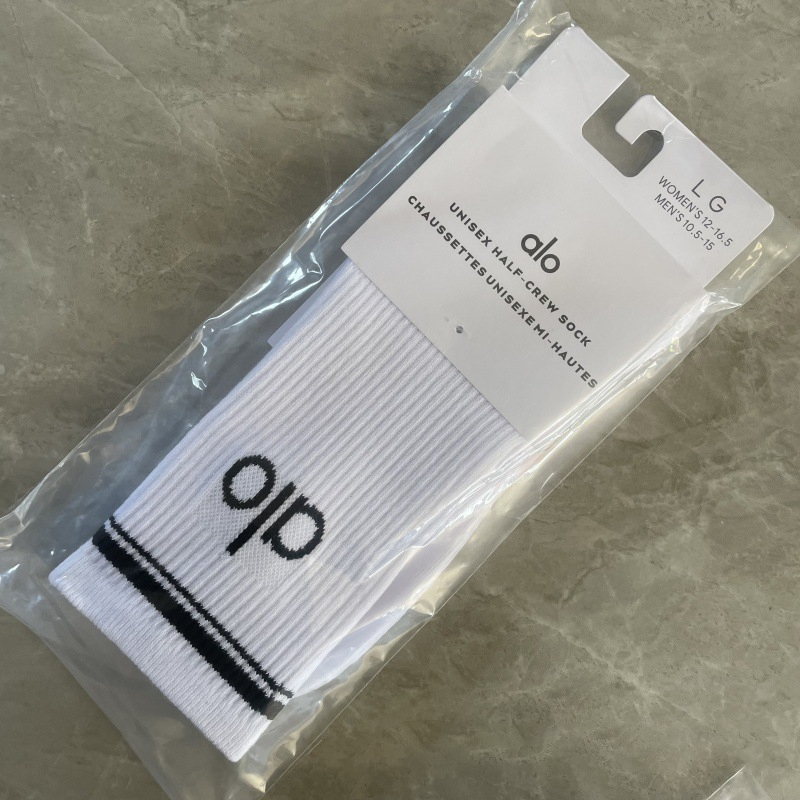 L G
WOMEN'S 12-16.5
MEN'S 10.5-15
alo
UNISEX HALF-CREW SOCK
CHAUSSETTES UNISEXE MI-HAUTES
alo